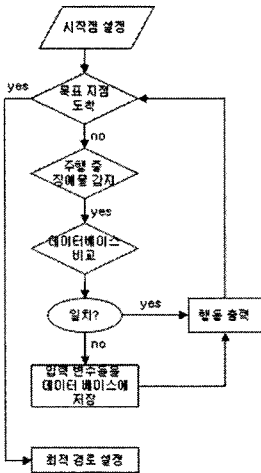 시작점 설정
yes
목표 지점
도착
no
주행 중
장애물 감지
yes
데이터베이스
비교
일치?
yes
행동 출력
no
입력 변수들을
데이터 베이스에
저장
최적 경로 설정